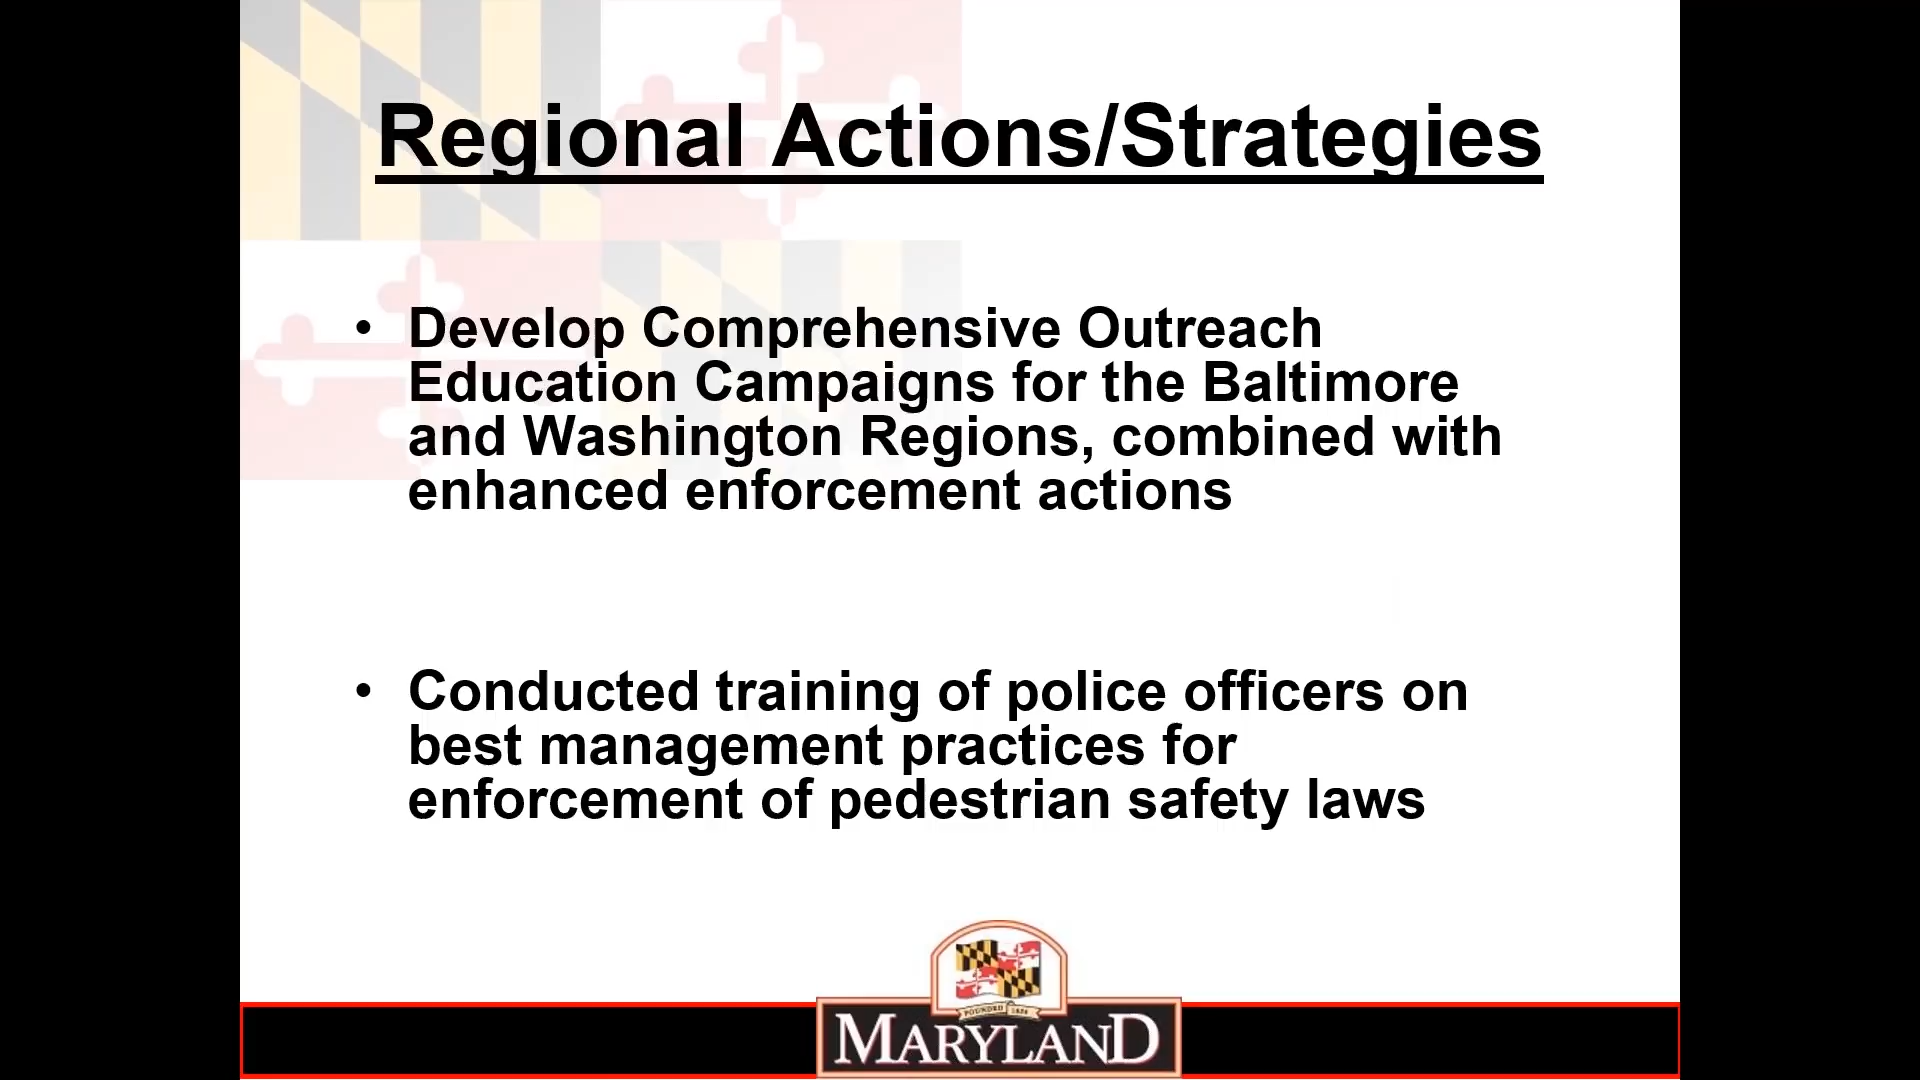 Regional Actions/Strategies
• Develop Comprehensive Outreach
Education Campaigns for the Baltimore
and Washington Regions, combined with
enhanced enforcement actions
• Conducted training of police officers on
best management practices for
enforcement of pedestrian safety laws
FOUNDED
MARYLAND